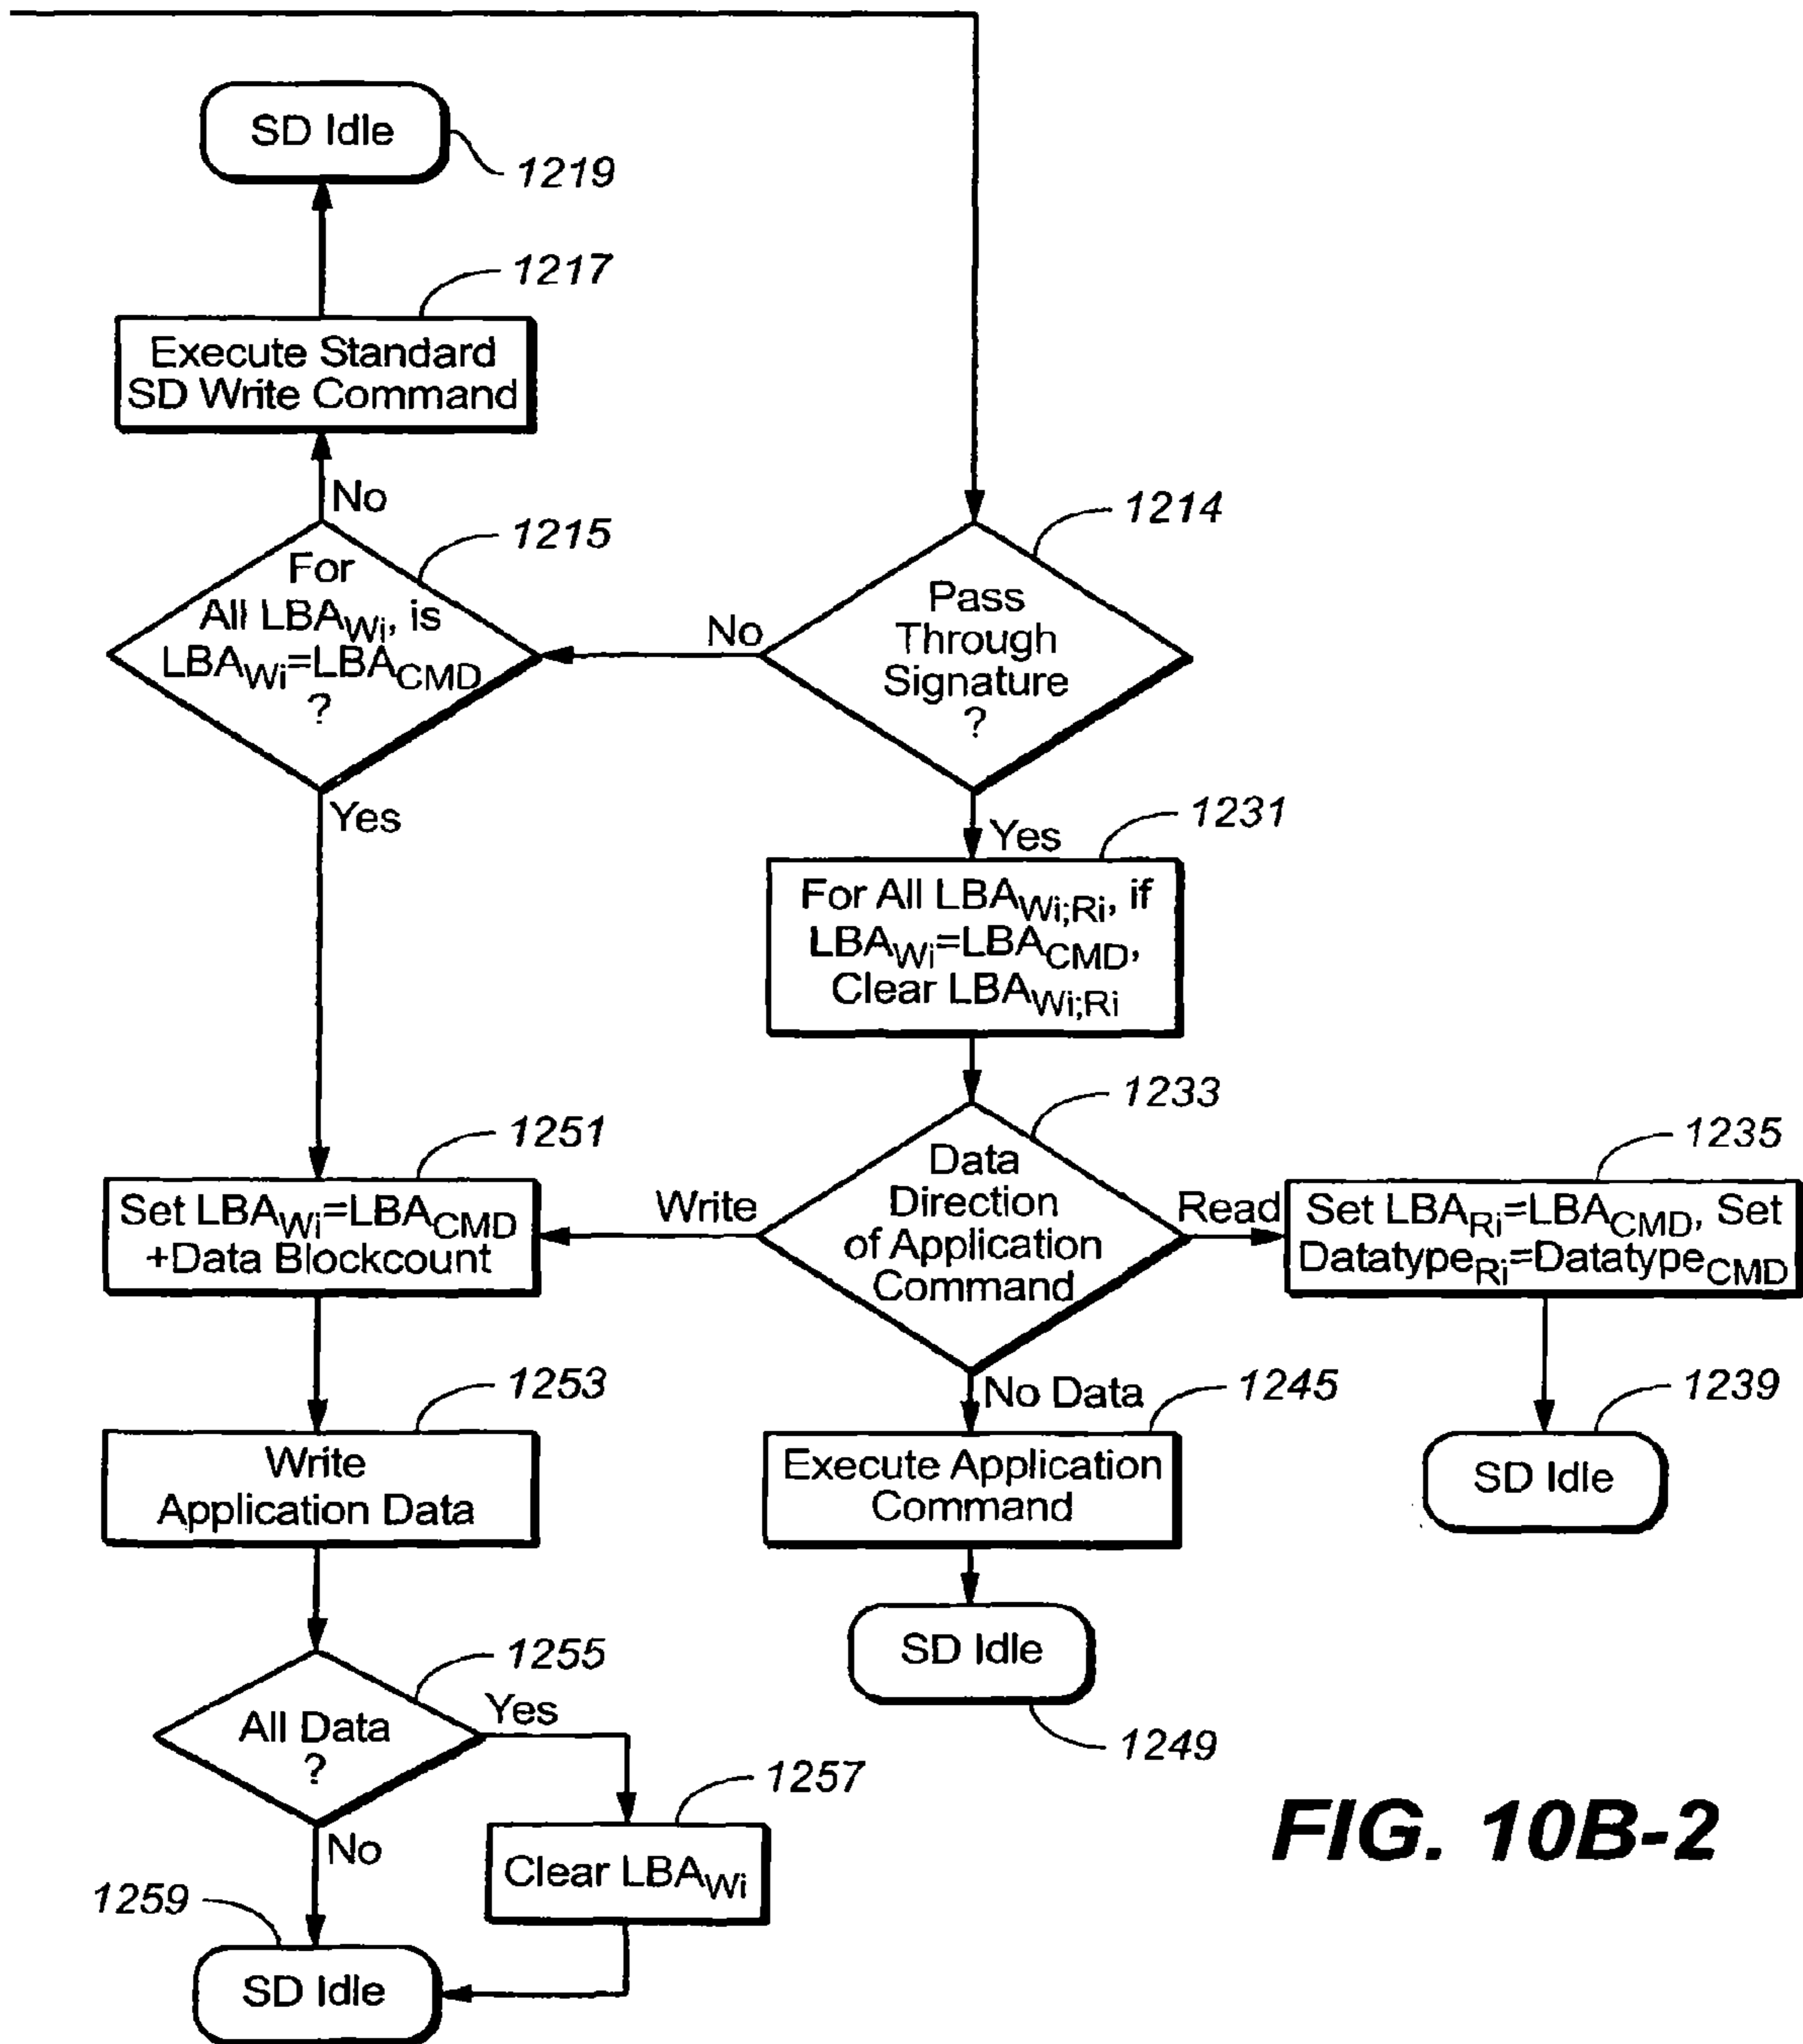 SD Idle
1219
1217
Execute Standard
SD Write Command
No
1215
For
All LBAWi, is
LBAWi=LBACMD
?
Yes
No
1214
Pass
Through
Signature
?
Yes
1231
For All LBAWi;Ri, if
LBAWi=LBACMD,
Clear LBAWi;Ri
1233
Data
Direction
of Application
Command
Write
Read
No Data
1235
Set LBARi=LBACMD, Set
DatatypeRi=DatatypeCMD
1239
SD Idle
1245
Execute Application
Command
SD Idle
1249
1251
Set LBAWi=LBACMD
+Data Blockcount
1253
Write
Application Data
1255
All Data
?
Yes
No
1257
Clear LBAWi
1259
SD Idle
FIG. 10B-2